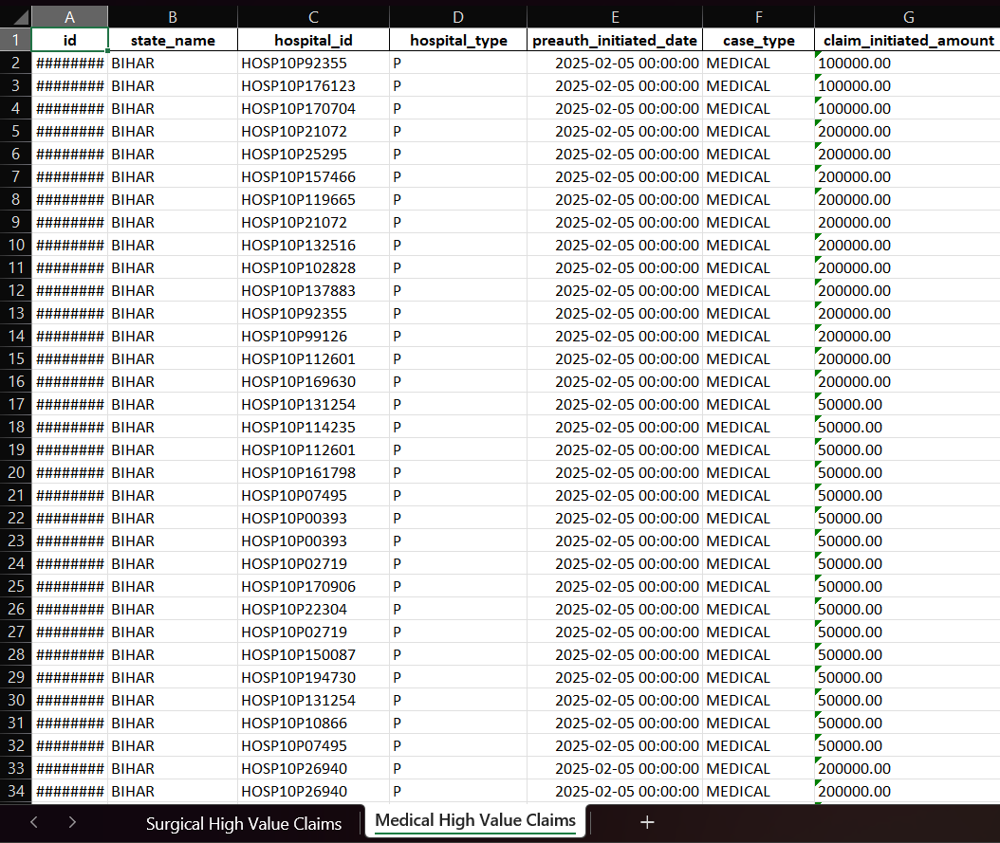 A B C D E F G
1 id state_name hospital_id hospital_type preauth_initiated_date case_type claim_initiated_amount
2 ######## BIHAR HOSP10P92355 P 2025-02-05 00:00:00 MEDICAL 100000.00
3 ######## BIHAR HOSP10P176123 P 2025-02-05 00:00:00 MEDICAL 100000.00
4 ######## BIHAR HOSP10P170704 P 2025-02-05 00:00:00 MEDICAL 100000.00
5 ######## BIHAR HOSP10P21072 P 2025-02-05 00:00:00 MEDICAL 200000.00
6 ######## BIHAR HOSP10P25295 P 2025-02-05 00:00:00 MEDICAL 200000.00
7 ######## BIHAR HOSP10P157466 P 2025-02-05 00:00:00 MEDICAL 200000.00
8 ######## BIHAR HOSP10P119665 P 2025-02-05 00:00:00 MEDICAL 200000.00
9 ######## BIHAR HOSP10P21072 P 2025-02-05 00:00:00 MEDICAL 200000.00
10 ######## BIHAR HOSP10P132516 P 2025-02-05 00:00:00 MEDICAL 200000.00
11 ######## BIHAR HOSP10P102828 P 2025-02-05 00:00:00 MEDICAL 200000.00
12 ######## BIHAR HOSP10P137883 P 2025-02-05 00:00:00 MEDICAL 200000.00
13 ######## BIHAR HOSP10P92355 P 2025-02-05 00:00:00 MEDICAL 200000.00
14 ######## BIHAR HOSP10P99126 P 2025-02-05 00:00:00 MEDICAL 200000.00
15 ######## BIHAR HOSP10P112601 P 2025-02-05 00:00:00 MEDICAL 200000.00
16 ######## BIHAR HOSP10P169630 P 2025-02-05 00:00:00 MEDICAL 200000.00
17 ######## BIHAR HOSP10P131254 P 2025-02-05 00:00:00 MEDICAL 50000.00
18 ######## BIHAR HOSP10P114235 P 2025-02-05 00:00:00 MEDICAL 50000.00
19 ######## BIHAR HOSP10P112601 P 2025-02-05 00:00:00 MEDICAL 50000.00
20 ######## BIHAR HOSP10P161798 P 2025-02-05 00:00:00 MEDICAL 50000.00
21 ######## BIHAR HOSP10P07495 P 2025-02-05 00:00:00 MEDICAL 50000.00
22 ######## BIHAR HOSP10P00393 P 2025-02-05 00:00:00 MEDICAL 50000.00
23 ######## BIHAR HOSP10P00393 P 2025-02-05 00:00:00 MEDICAL 50000.00
24 ######## BIHAR HOSP10P02719 P 2025-02-05 00:00:00 MEDICAL 50000.00
25 ######## BIHAR HOSP10P170906 P 2025-02-05 00:00:00 MEDICAL 50000.00
26 ######## BIHAR HOSP10P22304 P 2025-02-05 00:00:00 MEDICAL 50000.00
27 ######## BIHAR HOSP10P02719 P 2025-02-05 00:00:00 MEDICAL 50000.00
28 ######## BIHAR HOSP10P150087 P 2025-02-05 00:00:00 MEDICAL 50000.00
29 ######## BIHAR HOSP10P194730 P 2025-02-05 00:00:00 MEDICAL 50000.00
30 ######## BIHAR HOSP10P131254 P 2025-02-05 00:00:00 MEDICAL 50000.00
31 ######## BIHAR HOSP10P10866 P 2025-02-05 00:00:00 MEDICAL 50000.00
32 ######## BIHAR HOSP10P07495 P 2025-02-05 00:00:00 MEDICAL 50000.00
33 ######## BIHAR HOSP10P26940 P 2025-02-05 00:00:00 MEDICAL 200000.00
34 ######## BIHAR HOSP10P26940 P 2025-02-05 00:00:00 MEDICAL 200000.00
Surgical High Value Claims Medical High Value Claims